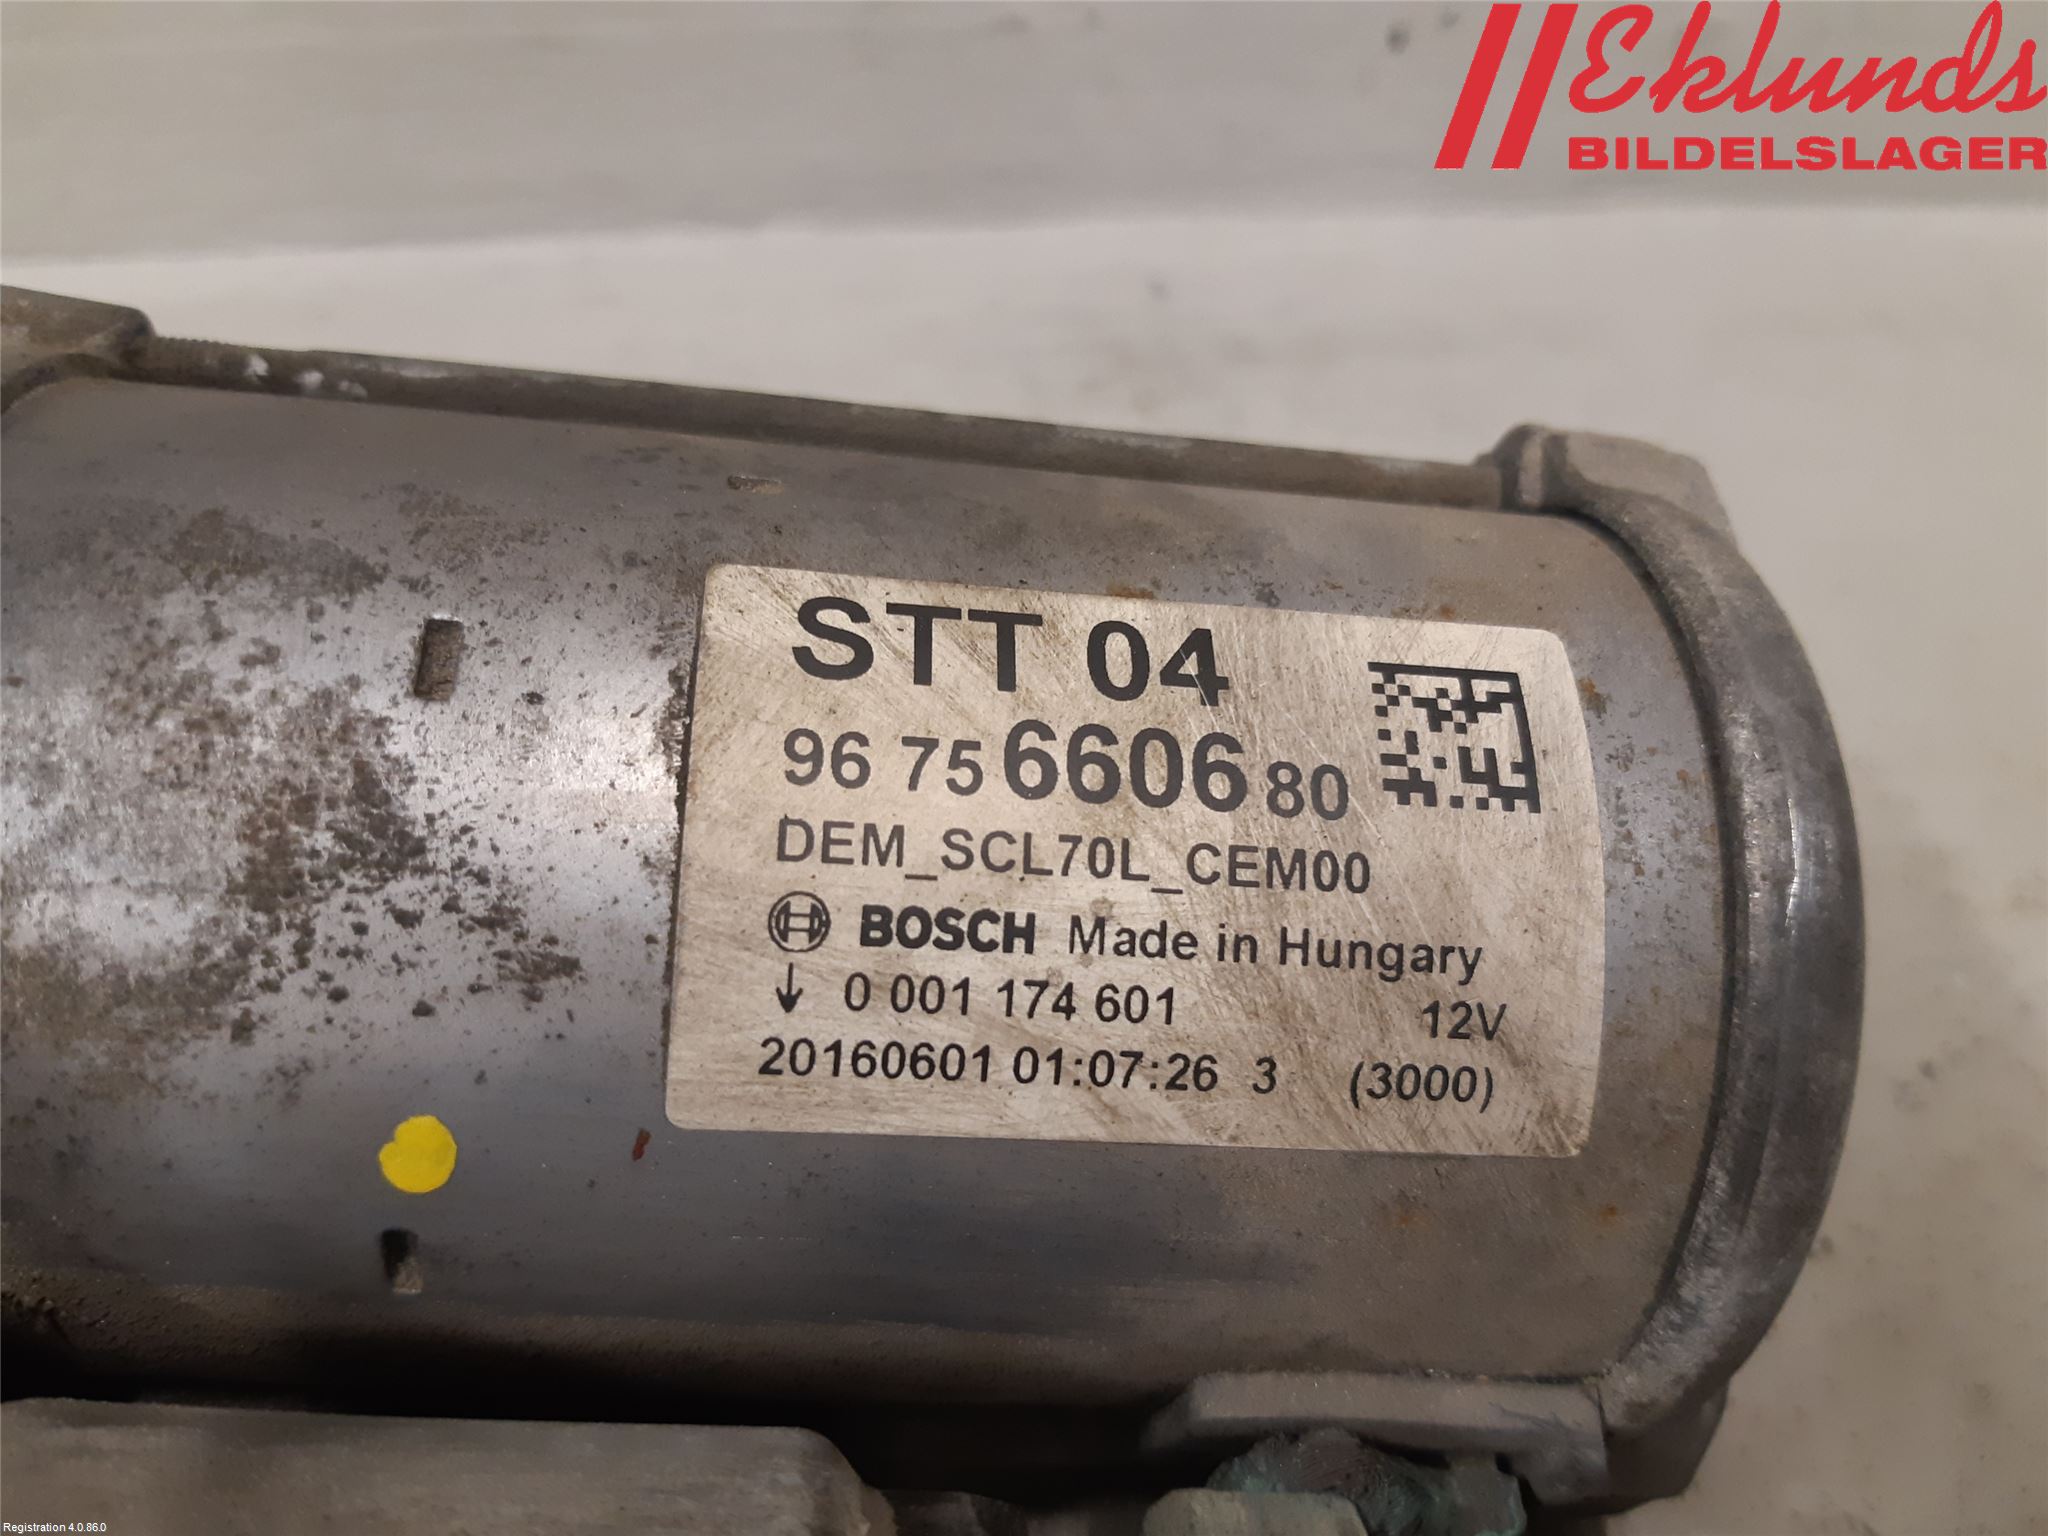 Eklunds
BILDELSLAGER
STT 04
96 75 6606 80
DEM_SCL70L_CEM00
BOSCH Made in Hungary
↓ 0 001 174 601 12V
20160601 01:07:26 3 (3000)
Registration 4.0.86.0